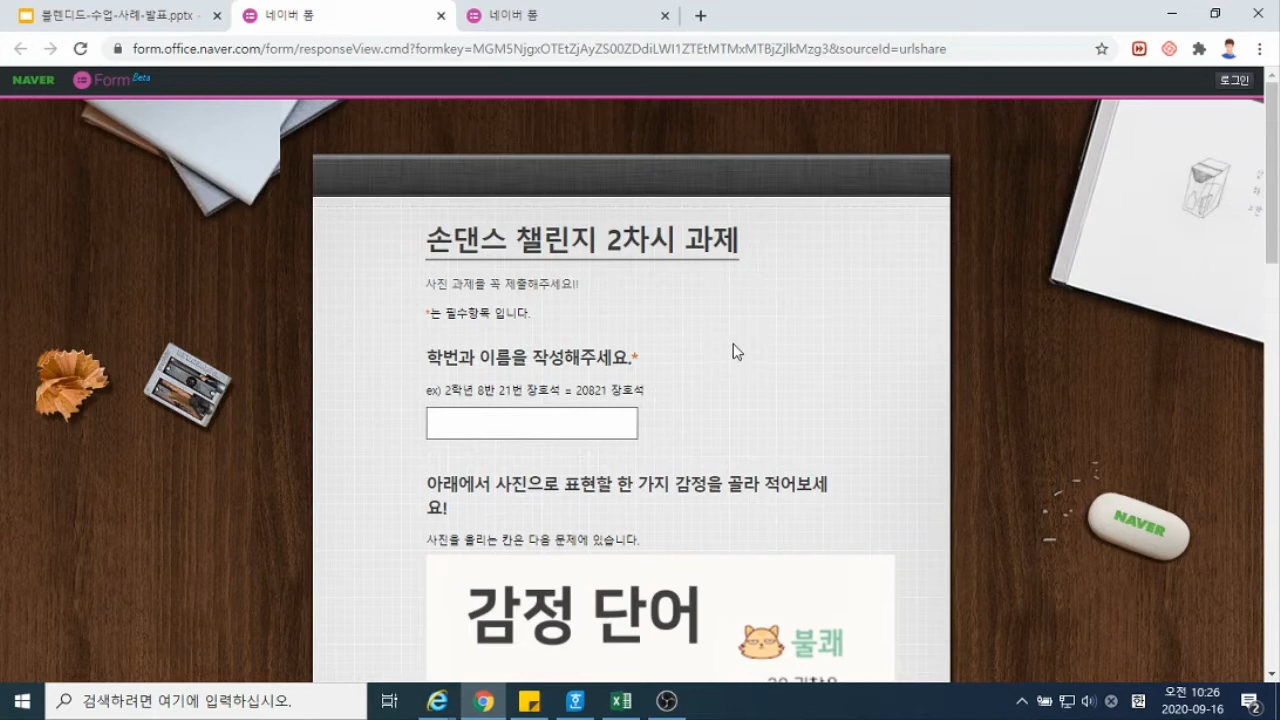 블렌디드-수업-사례-발표.pptx -
네이버 폼
네이버 폼
form.office.naver.com/form/responseView.cmd?formkey=MGM5NjgxOTEtZjAyZS00ZDdiLWI1ZTEtMTMxMTBjZjlkMzg3&sourceId=urlshare
NAVER Form Beta
로그인
손댄스 챌린지 2차시 과제
사진 과제를 꼭 제출해주세요!!
*는 필수항목 입니다.
학번과 이름을 작성해주세요.*
ex) 2학년 8반 21번 장호석 = 20821 장호석
아래에서 사진으로 표현할 한 가지 감정을 골라 적어보세
요!
사진을 올리는 칸은 다음 문제에 있습니다.
NAVER
감정 단어
불쾌
검색하려면 여기에 입력하십시오.
한
오전 10:26
2020-09-16
2